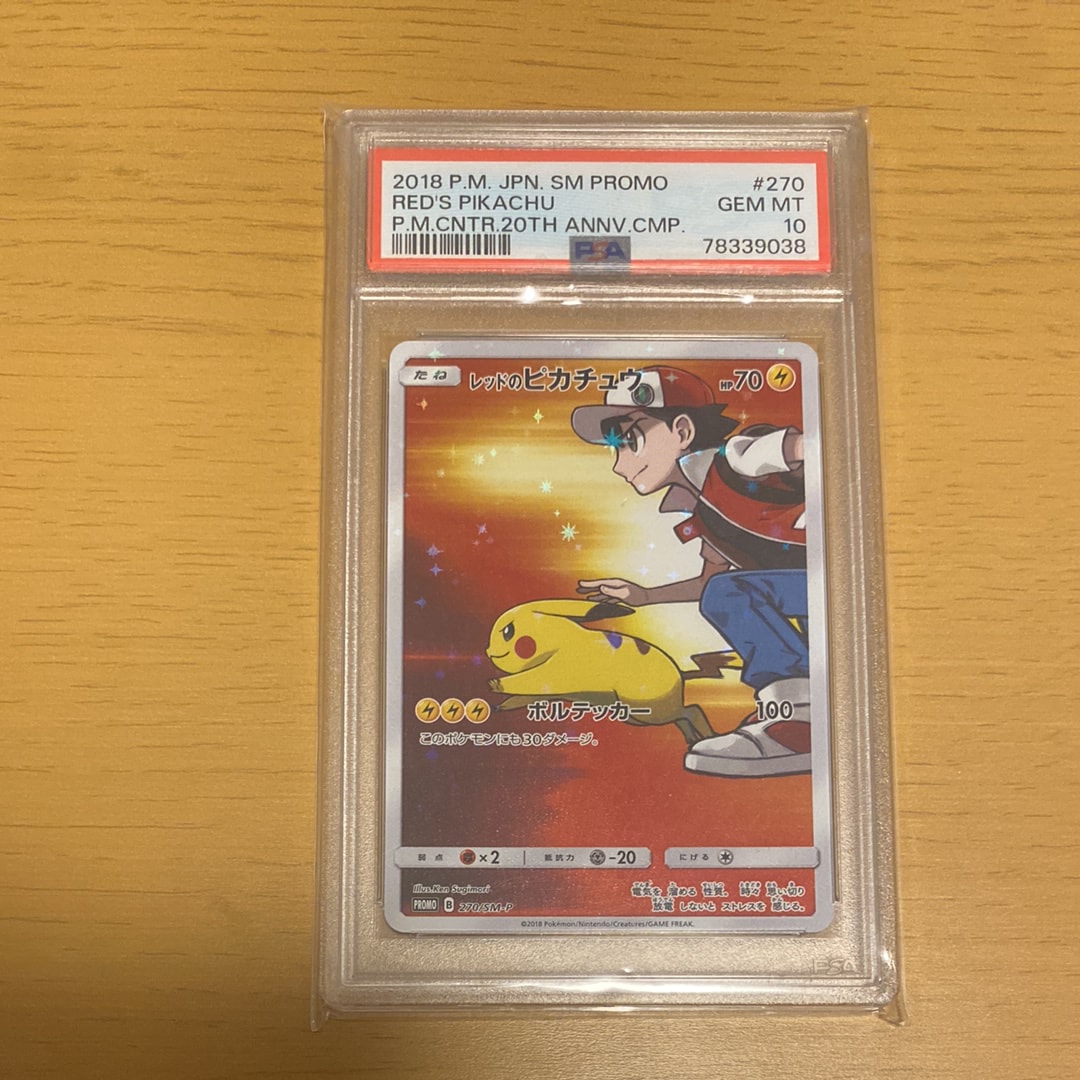 2018 P.M. JPN. SM PROMO #270
RED'S PIKACHU GEM MT
P.M.CNTR.20TH ANNV.CMP. 10
PSA 78339038
たね レッドのピカチュウ HP70
ボルテッカー 100
このポケモンにも30ダメージ。
弱点 ×2 抵抗力 -20 にげる
Illus.Ken Sugimori
PROMO B 270/SM-P
電気を 溜める 性質。時々 思い切り
放電 しないと ストレスを 感じる。
©2018 Pokémon/Nintendo/Creatures/GAME FREAK.
PSA